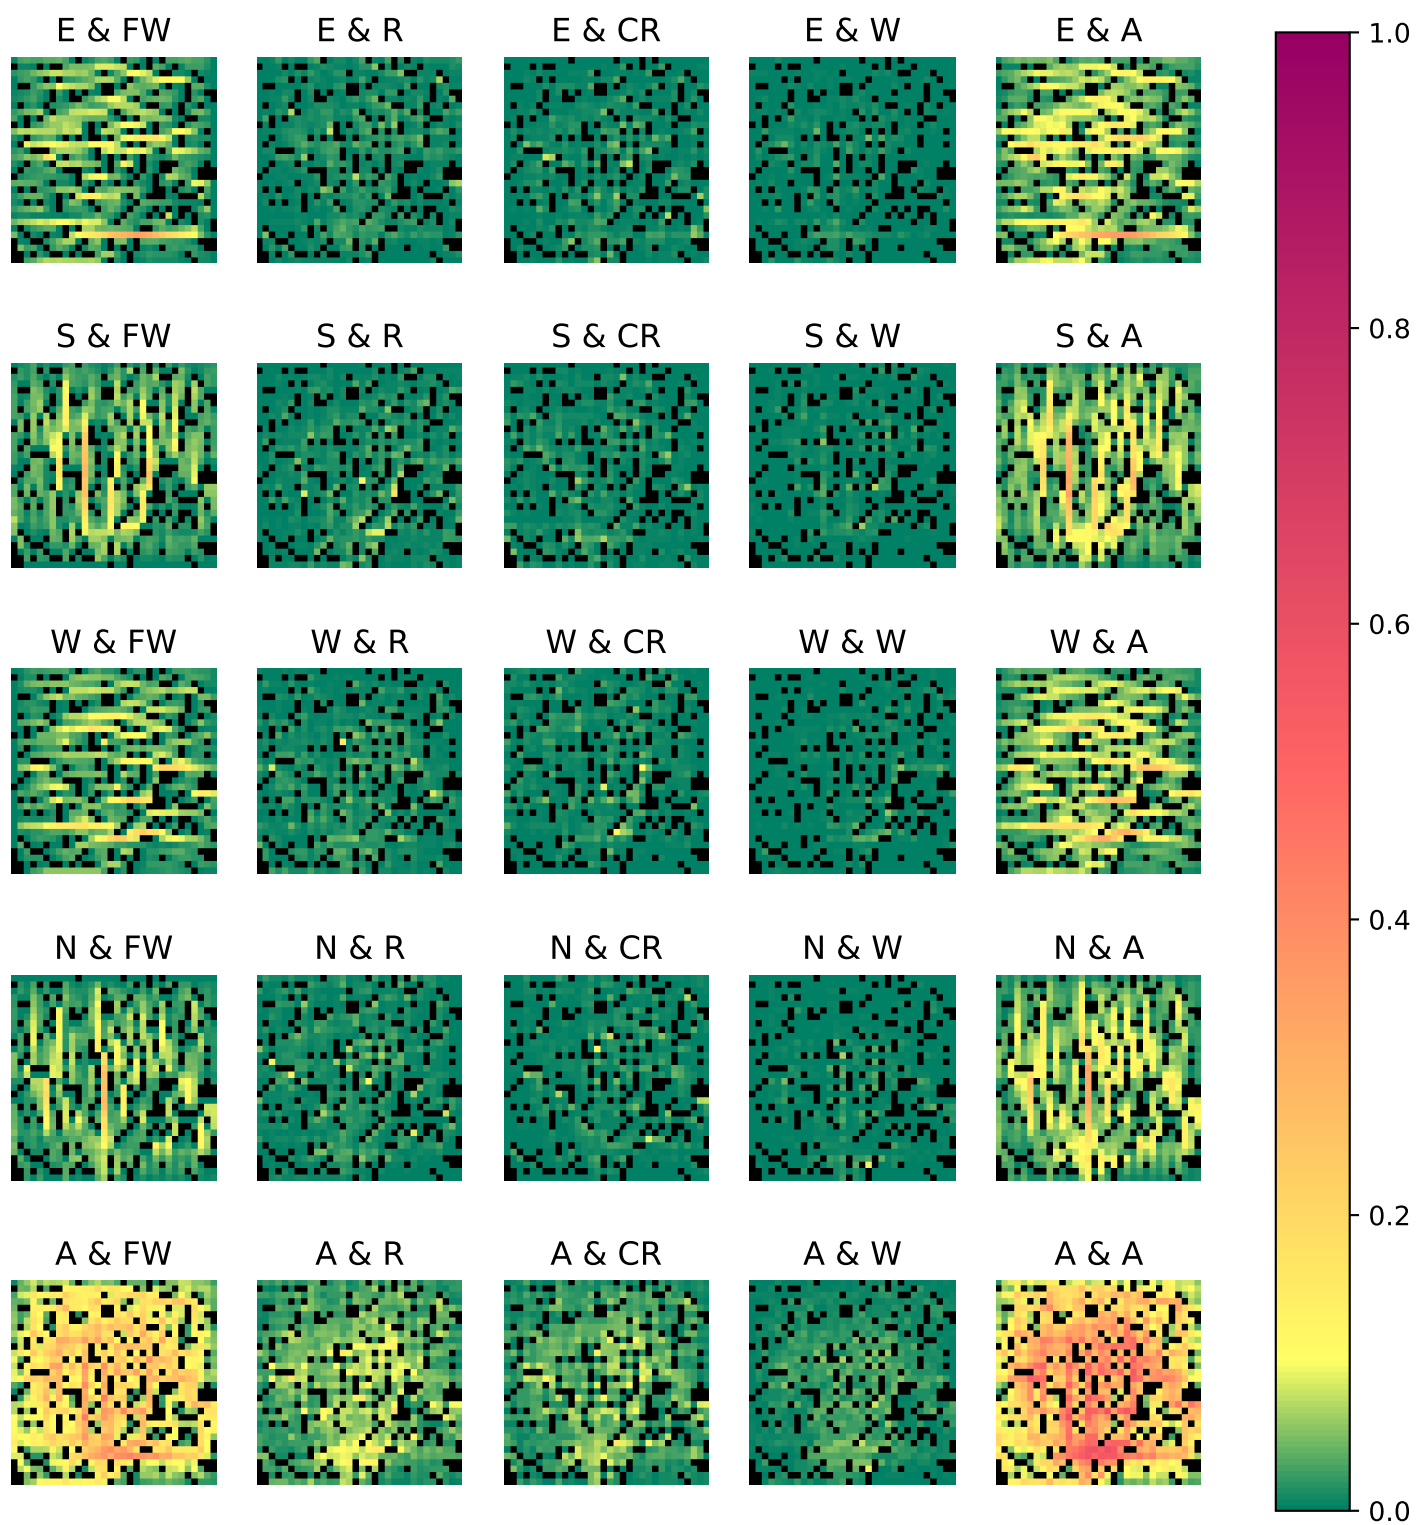 E & FW E & R E & CR E & W E & A
S & FW S & R S & CR S & W S & A
W & FW W & R W & CR W & W W & A
N & FW N & R N & CR N & W N & A
A & FW A & R A & CR A & W A & A
1.0
0.8
0.6
0.4
0.2
0.0